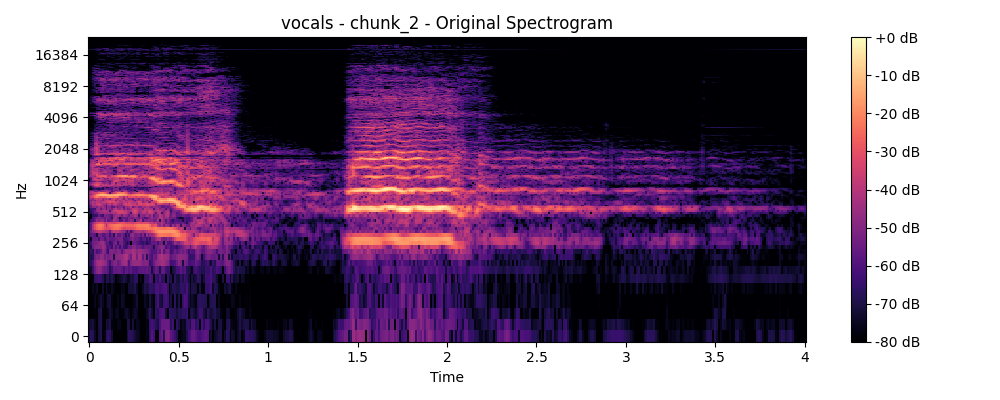 vocals - chunk_2 - Original Spectrogram
Hz
16384
8192
4096
2048
1024
512
256
128
64
0
0 0.5 1 1.5 2 2.5 3 3.5 4
Time
+0 dB
-10 dB
-20 dB
-30 dB
-40 dB
-50 dB
-60 dB
-70 dB
-80 dB